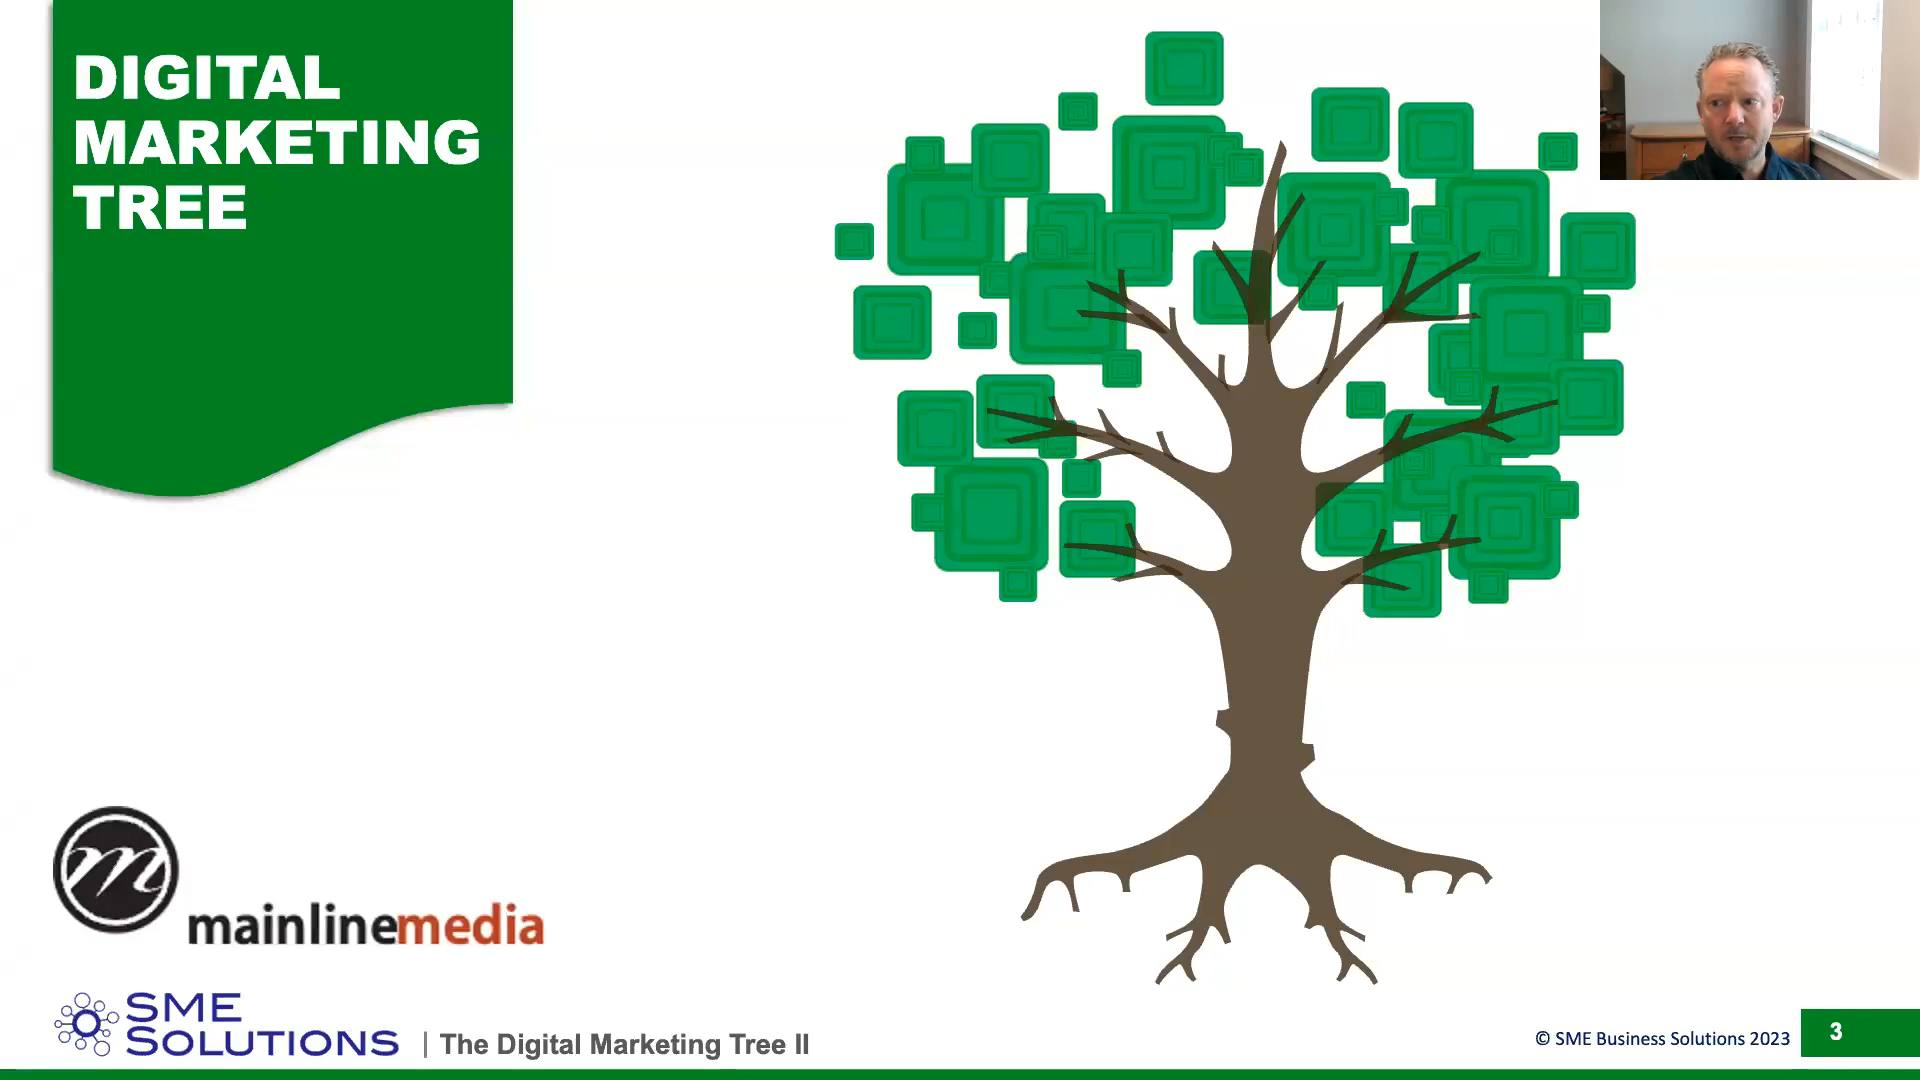 DIGITAL
MARKETING
TREE
m
mainlinemedia
SME
SOLUTIONS
| The Digital Marketing Tree II
© SME Business Solutions 2023
3